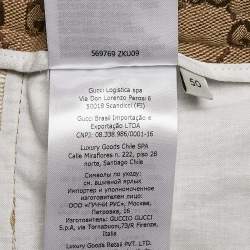 569769 ZKU09
Gucci Logistica spa
Via Don Lorenzo Perosi 6
50018 Scandicci (FI)
Gucci Brasil Importação e
Exportação LTDA
CNPJ: 08.338.986/0001-16
Luxury Goods Chile SPA
Calle Miraflores n° 222, piso 28
norte, Santiago Chile
Символы по уходу:
см. вшивной ярлык
Импортер и уполномоченное
изготовителем лицо:
ООО «ГУЧЧИ РУС», Москва,
Петровка, 16
Изготовитель: GUCCIO GUCCI
S.p.A. via Tornabuoni, 73/R
Firenze, Италия
Luxury Goods Retail PVT. LTD.
50